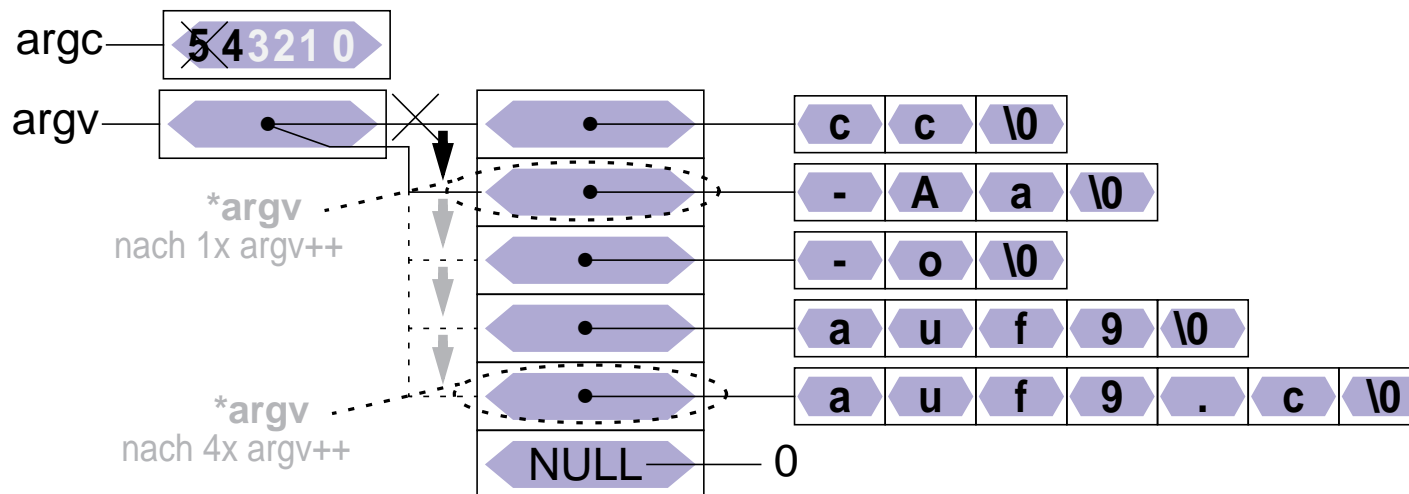 argc 5 4 3 2 1 0
argv c c \0
- A a \0
*argv
nach 1x argv++
- o \0
a u f 9 \0
a u f 9 . c \0
*argv
nach 4x argv++
NULL 0